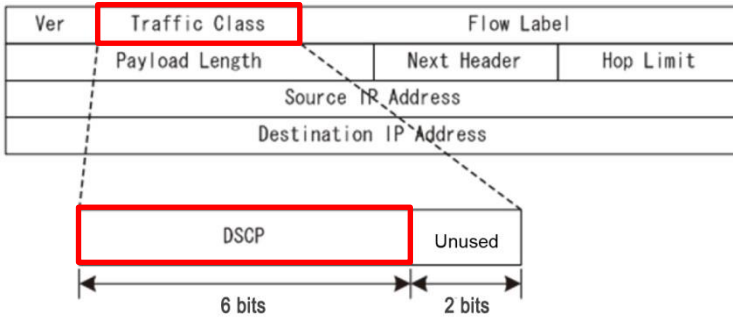 Ver Traffic Class Flow Label
Payload Length Next Header Hop Limit
Source IP Address
Destination IP Address
DSCP Unused
6 bits 2 bits